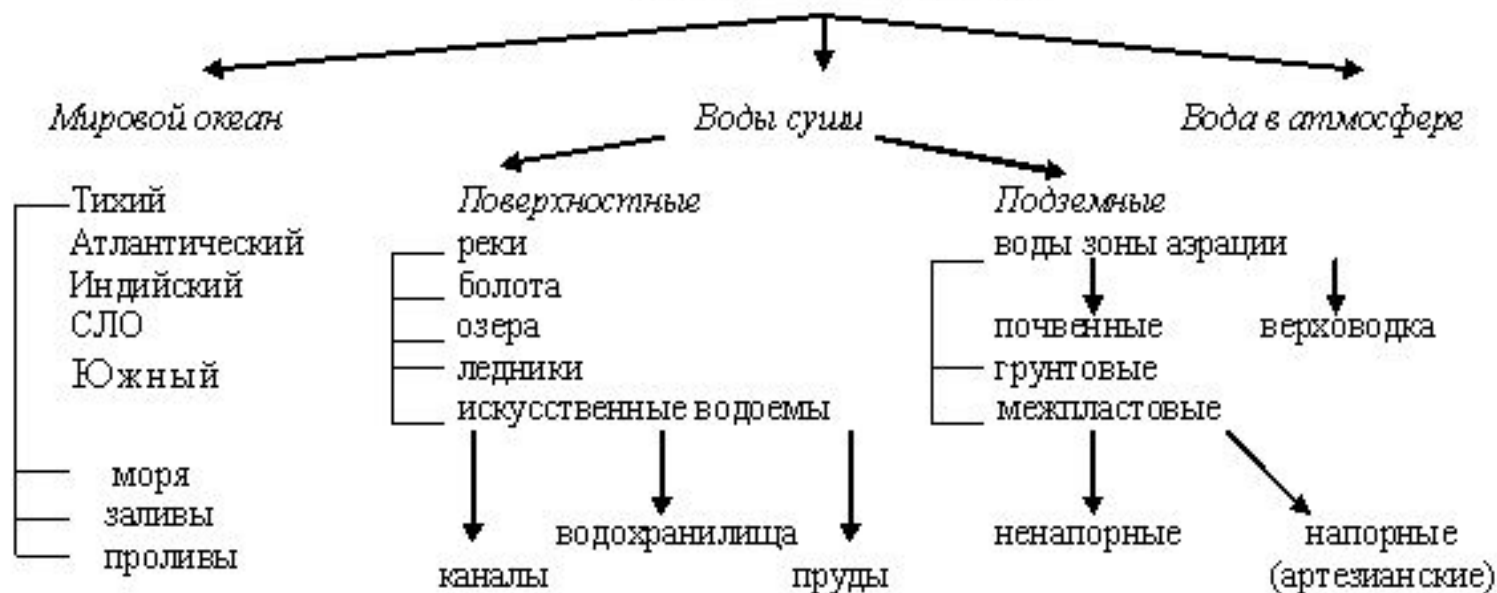 Мировой океан
Воды суши
Вода в атмосфере
Тихий
Атлантический
Индийский
СЛО
Южный
моря
заливы
проливы
Поверхностные
реки
болота
озера
ледники
искусственные водоемы
каналы
водохранилища
пруды
Подземные
воды зоны аэрации
почвенные
верховодка
грунтовые
межпластовые
ненапорные
напорные
(артезианские)